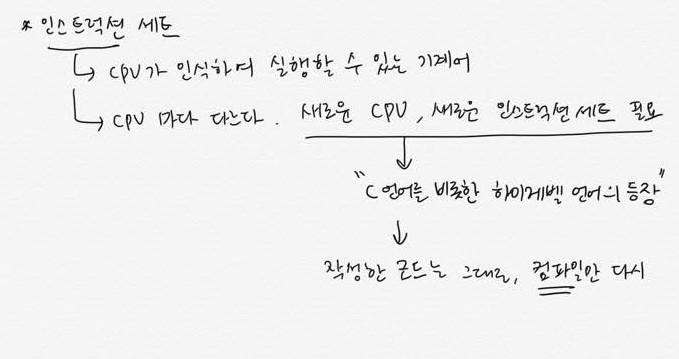 * 인스트럭션 세트
↳ CPU가 인식하여 실행할 수 있는 기계어
↳ CPU 마다 다르다. 새로운 CPU, 새로운 인스트럭션 세트 필요
↓
"C 언어를 비롯한 하이레벨 언어의 등장"
↓
작성한 코드는 그대로, 컴파일만 다시